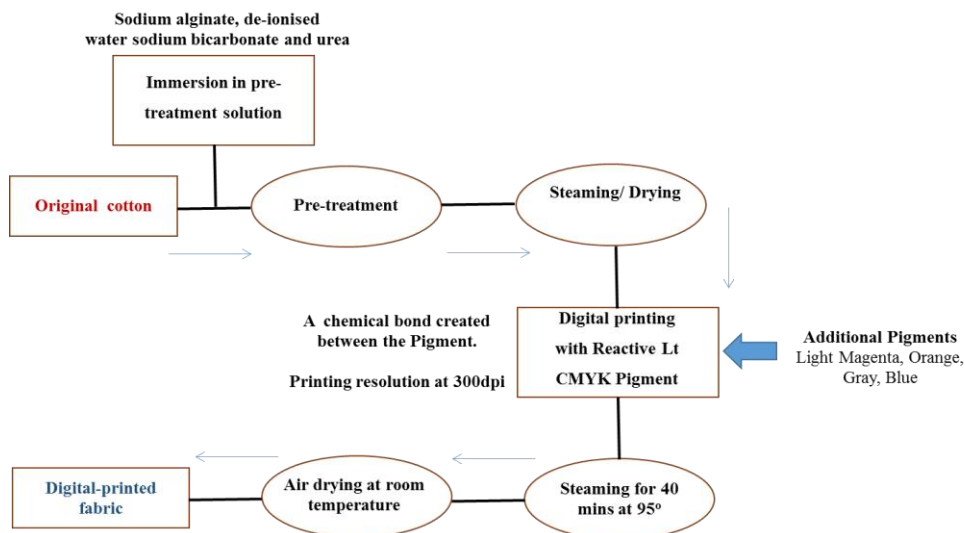 Sodium alginate, de-ionised
water sodium bicarbonate and urea
Immersion in pre-
treatment solution
Original cotton
Pre-treatment
Steaming/ Drying
A chemical bond created
between the Pigment.
Printing resolution at 300dpi
Digital printing
with Reactive Lt
CMYK Pigment
Additional Pigments
Light Magenta, Orange,
Gray, Blue
Digital-printed
fabric
Air drying at room
temperature
Steaming for 40
mins at 95º